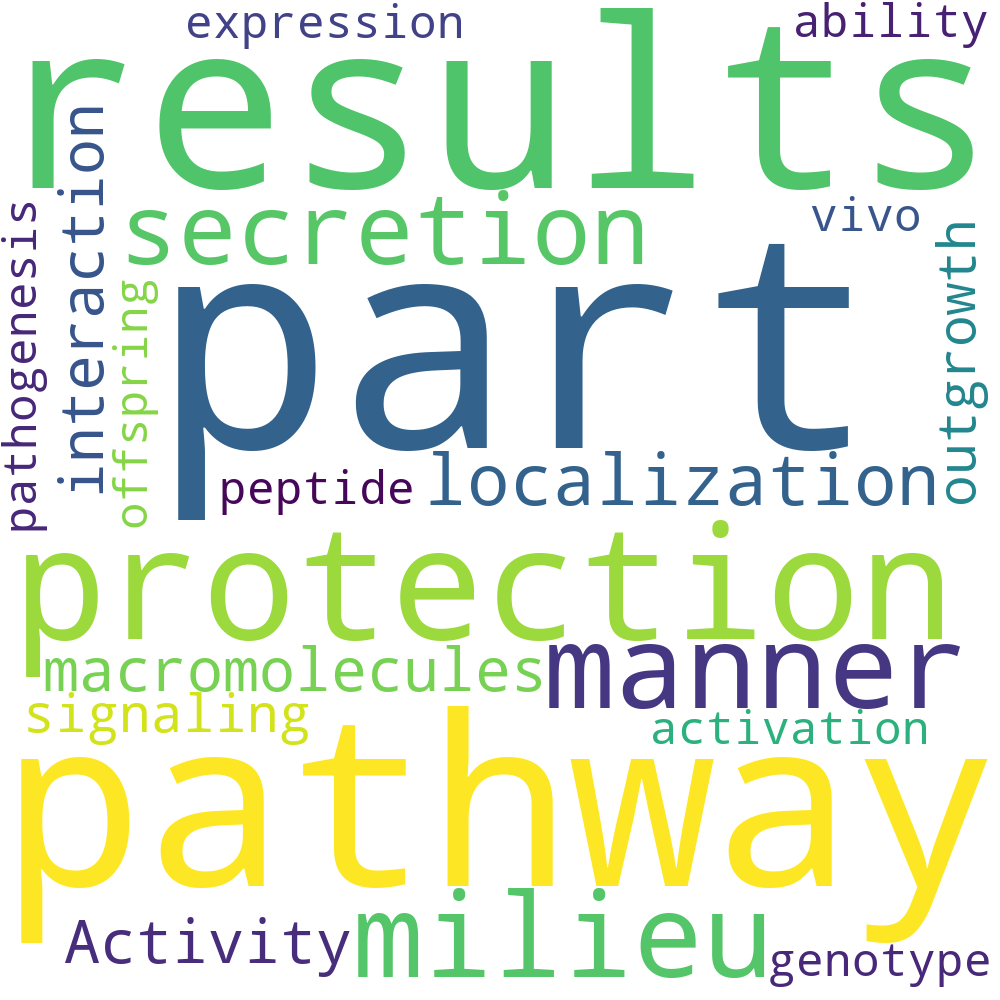 expression
ability
results
interaction
secretion
vivo
pathogenesis
offspring
part
outgrowth
peptide
localization
protection
macromolecules
manner
signaling
activation
pathway
Activity
milieu
genotype